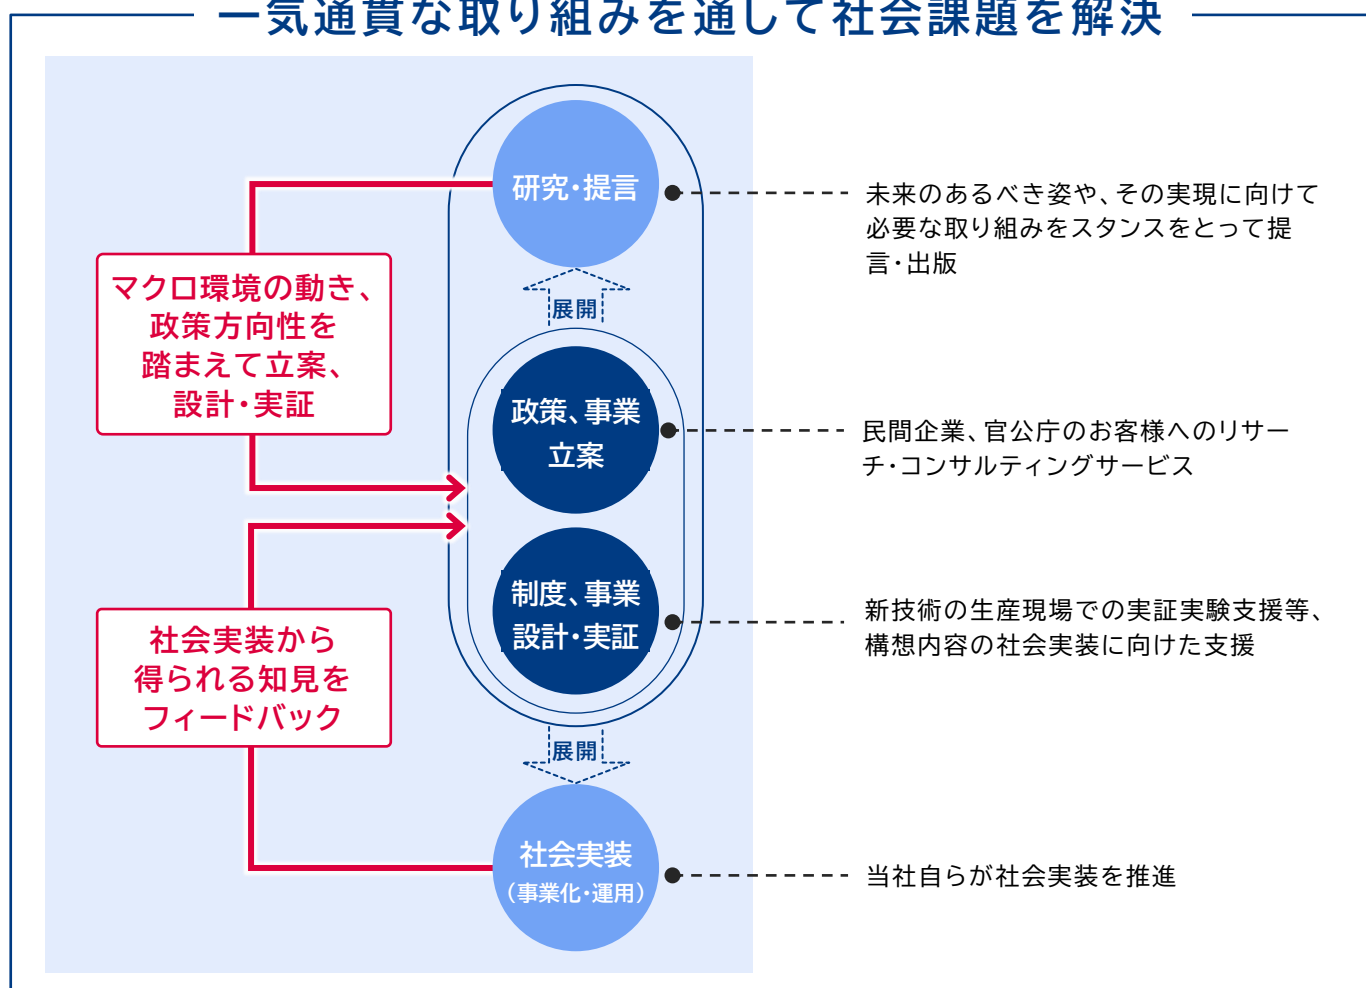 一気通貫な取り組みを通して社会課題を解決
研究・提言
未来のあるべき姿や、その実現に向けて
必要な取り組みをスタンスをとって提
言・出版
マクロ環境の動き、
政策方向性を
踏まえて立案、
設計・実証
展開
政策、事業
立案
民間企業、官公庁のお客様へのリサー
チ・コンサルティングサービス
制度、事業
設計・実証
新技術の生産現場での実証実験支援等、
構想内容の社会実装に向けた支援
社会実装から
得られる知見を
フィードバック
展開
社会実装
（事業化・運用）
当社自らが社会実装を推進